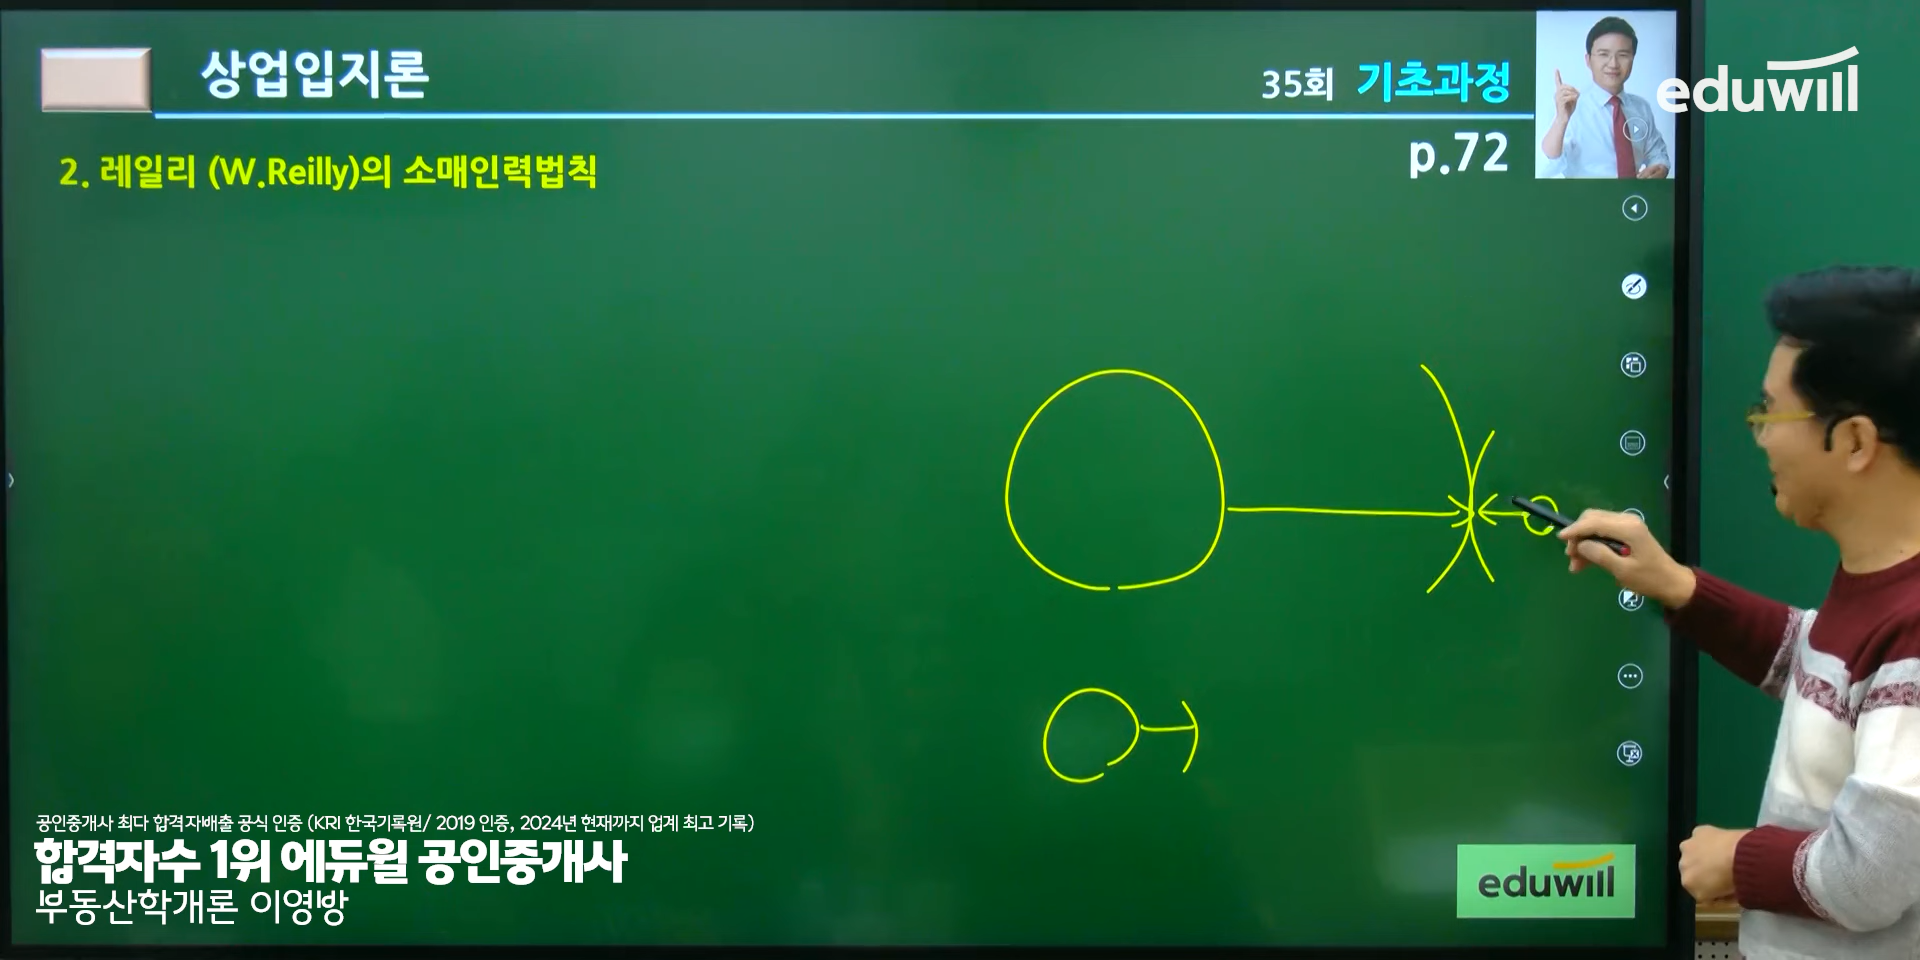 상업입지론
35회 기초과정
eduwill
p.72
2. 레일리 (W.Reilly)의 소매인력법칙
공인중개사 최다 합격자배출 공식 인증 (KRI 한국기록원/ 2019 인증, 2024년 현재까지 업계 최고 기록)
합격자수 1위 에듀윌 공인중개사
부동산학개론 이영방
eduwill